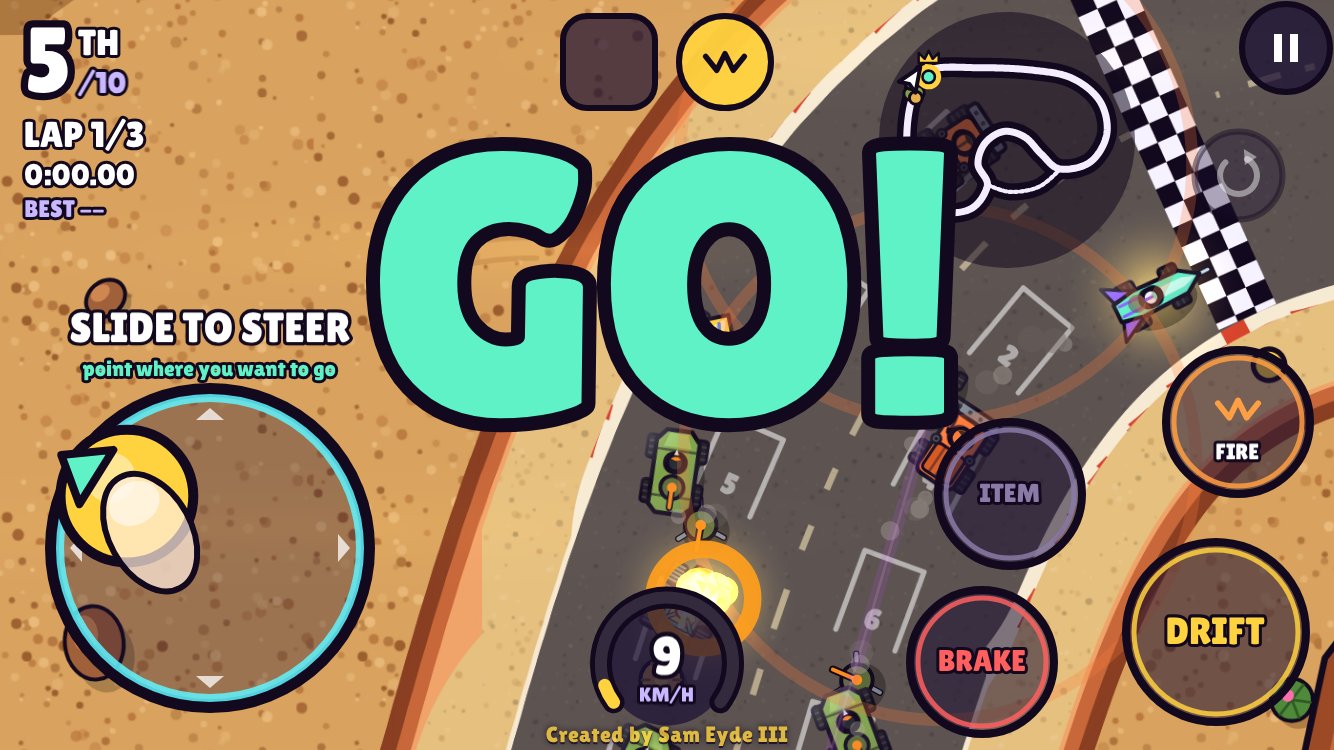 5TH
/10
LAP 1/3
0:00.00
BEST --
GO!
SLIDE TO STEER
point where you want to go
2
5
6
FIRE
ITEM
BRAKE
DRIFT
9
KM/H
Created by Sam Eyde III